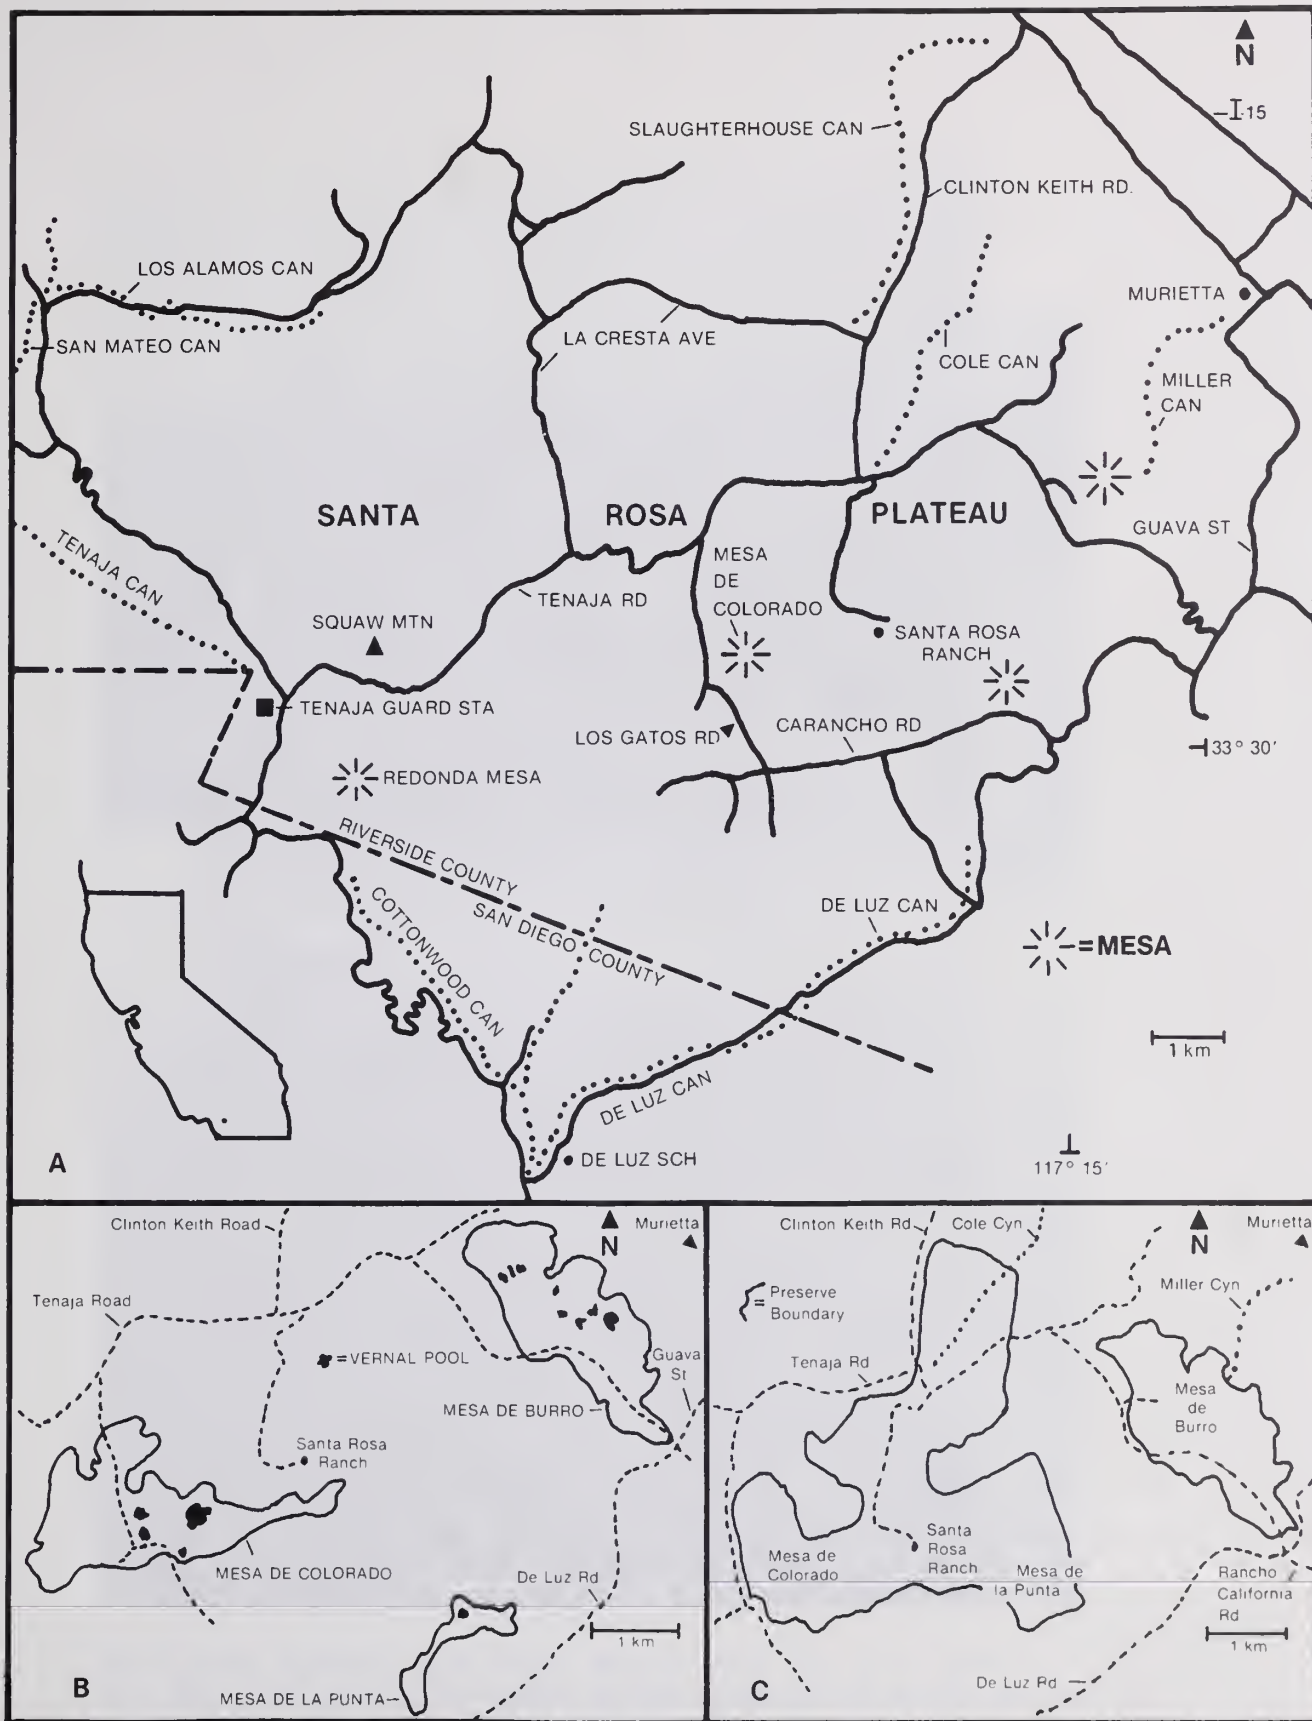 N
I-15
SLAUGHTERHOUSE CAN
CLINTON KEITH RD.
LOS ALAMOS CAN
MURIETTA
SAN MATEO CAN
LA CRESTA AVE
COLE CAN
MILLER
CAN
SANTA
ROSA
PLATEAU
GUAVA ST
TENAJA CAN
MESA
DE
COLORADO
TENAJA RD
SQUAW MTN
SANTA ROSA
RANCH
TENAJA GUARD STA
LOS GATOS RD
CARANCHO RD
33° 30'
REDONDA MESA
RIVERSIDE COUNTY
SAN DIEGO COUNTY
COTTONWOOD CAN
DE LUZ CAN
=MESA
1 km
DE LUZ CAN
A
DE LUZ SCH
117° 15'
Clinton Keith Road
N
Murietta
Tenaja Road
=VERNAL POOL
Guava
St
MESA DE BURRO
Santa Rosa
Ranch
MESA DE COLORADO
De Luz Rd
1 km
B
MESA DE LA PUNTA
Clinton Keith Rd
Cole Cyn
N
Murietta
Miller Cyn
= Preserve
Boundary
Tenaja Rd
Mesa
de
Burro
Santa
Rosa
Ranch
Mesa de
Colorado
Mesa de
la Punta
Rancho
California
Rd
1 km
De Luz Rd
C